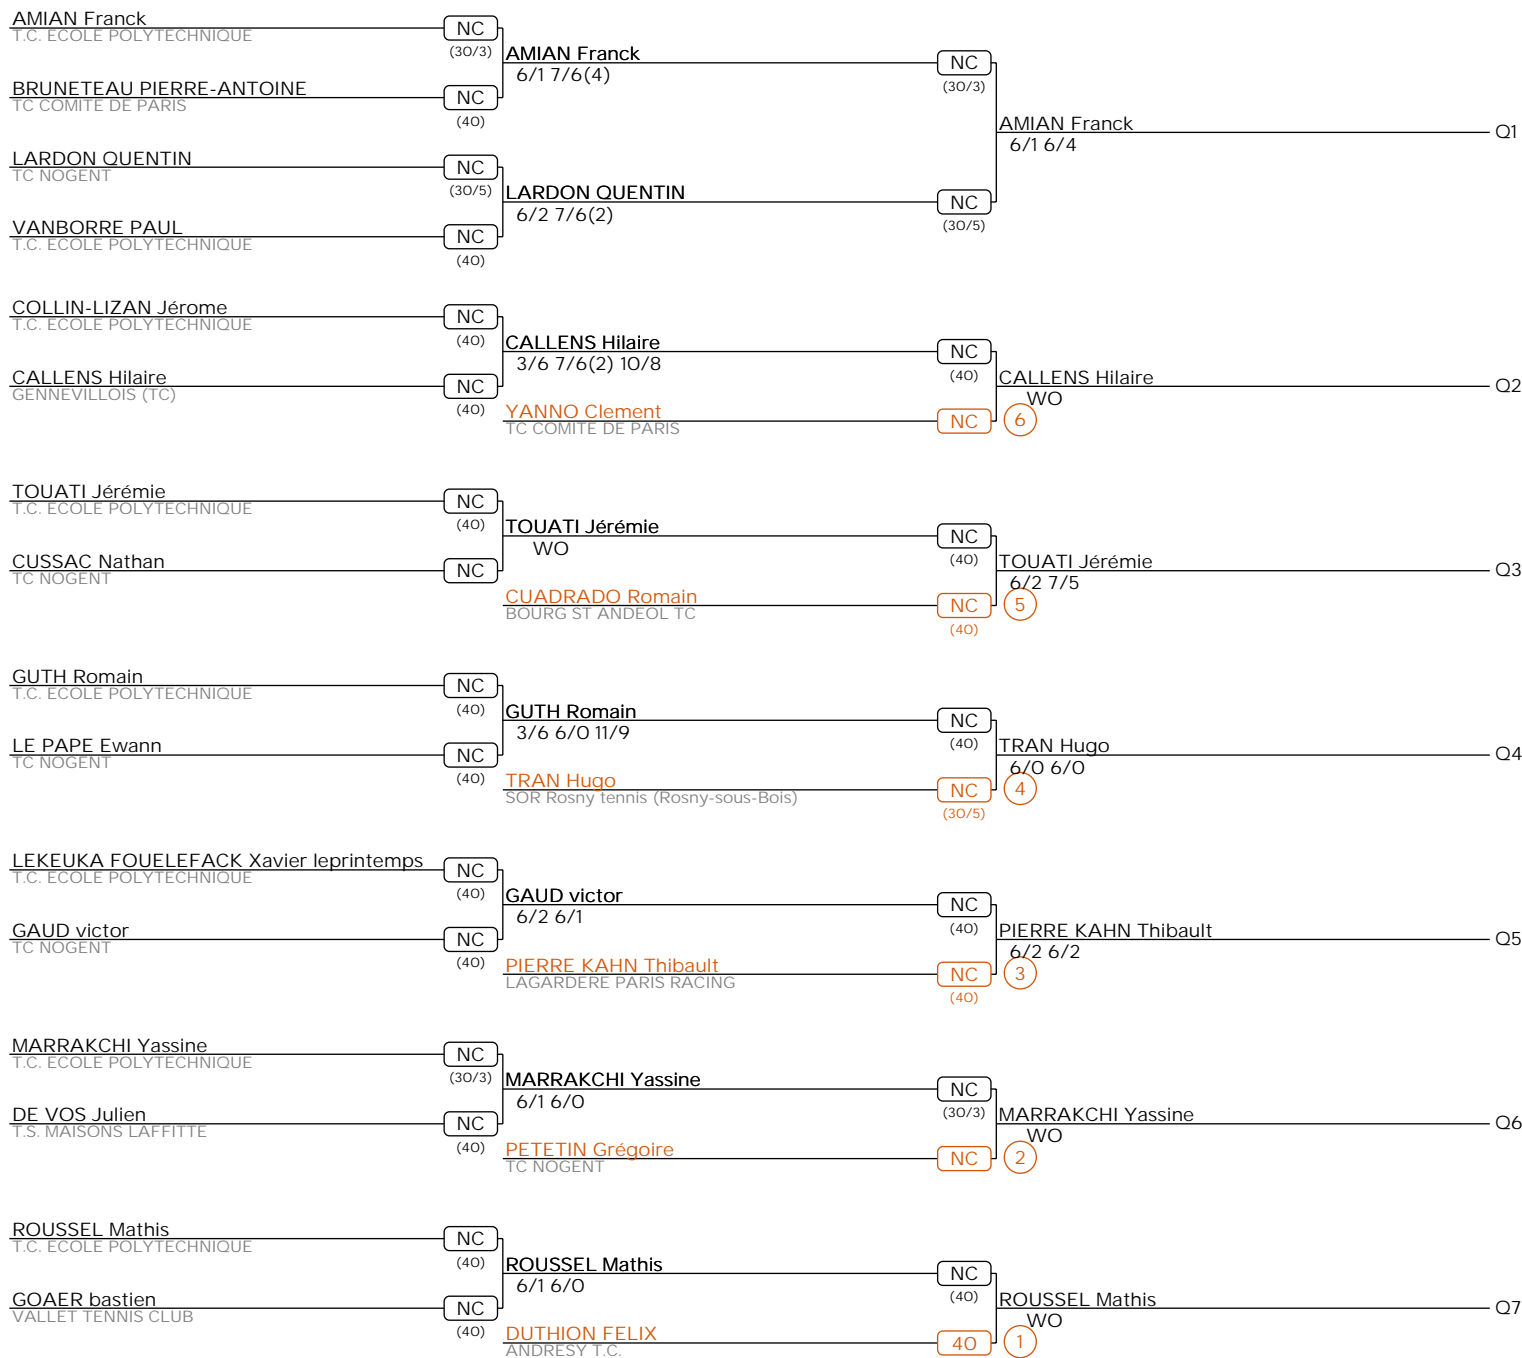 AMIAN Franck
T.C. ECOLE POLYTECHNIQUE
NC
(30/3)
AMIAN Franck
6/1 7/6(4)
NC
(30/3)
BRUNETEAU PIERRE-ANTOINE
TC COMITE DE PARIS
NC
(40)
AMIAN Franck
6/1 6/4
Q1
LARDON QUENTIN
TC NOGENT
NC
(30/5)
LARDON QUENTIN
6/2 7/6(2)
NC
(30/5)
VANBORRE PAUL
T.C. ECOLE POLYTECHNIQUE
NC
(40)
COLLIN-LIZAN Jérome
T.C. ECOLE POLYTECHNIQUE
NC
(40)
CALLENS Hilaire
3/6 7/6(2) 10/8
NC
(40)
CALLENS Hilaire
GENNEVILLOIS (TC)
NC
(40)
CALLENS Hilaire
WO
Q2
YANNO Clement
TC COMITE DE PARIS
NC
6
TOUATI Jérémie
T.C. ECOLE POLYTECHNIQUE
NC
(40)
TOUATI Jérémie
WO
NC
(40)
CUSSAC Nathan
TC NOGENT
NC
TOUATI Jérémie
6/2 7/5
Q3
CUADRADO Romain
BOURG ST ANDEOL TC
NC
(40)
5
GUTH Romain
T.C. ECOLE POLYTECHNIQUE
NC
(40)
GUTH Romain
3/6 6/0 11/9
NC
(40)
LE PAPE Ewann
TC NOGENT
NC
(40)
TRAN Hugo
6/0 6/0
Q4
TRAN Hugo
SOR Rosny tennis (Rosny-sous-Bois)
NC
(30/5)
4
LEKEUKA FOUELEFACK Xavier leprintemps
T.C. ECOLE POLYTECHNIQUE
NC
(40)
GAUD victor
6/2 6/1
NC
(40)
GAUD victor
TC NOGENT
NC
(40)
PIERRE KAHN Thibault
6/2 6/2
Q5
PIERRE KAHN Thibault
LAGARDERE PARIS RACING
NC
(40)
3
MARRAKCHI Yassine
T.C. ECOLE POLYTECHNIQUE
NC
(30/3)
MARRAKCHI Yassine
6/1 6/0
NC
(30/3)
DE VOS Julien
T.S. MAISONS LAFFITTE
NC
(40)
MARRAKCHI Yassine
WO
Q6
PETETIN Grégoire
TC NOGENT
NC
2
ROUSSEL Mathis
T.C. ECOLE POLYTECHNIQUE
NC
(40)
ROUSSEL Mathis
6/1 6/0
NC
(40)
GOAER bastien
VALLET TENNIS CLUB
NC
(40)
ROUSSEL Mathis
WO
Q7
DUTHION FELIX
ANDRESY T.C.
40
1